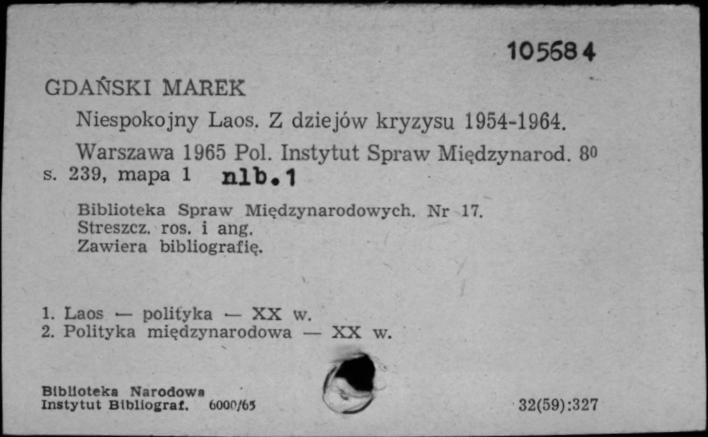 105684
GDAŃSKI MAREK
Niespokojny Laos. Z dziejów kryzysu 1954-1964.
Warszawa 1965 Pol. Instytut Spraw Międzynarod. 8⁰
s. 239, mapa 1 nlb.1
Biblioteka Spraw Międzynarodowych. Nr 17.
Streszcz. ros. i ang.
Zawiera bibliografię.
1. Laos — polityka — XX w.
2. Polityka międzynarodowa — XX w.
Biblioteka Narodowa
Instytut Bibliograf. 6000/65
32(59):327